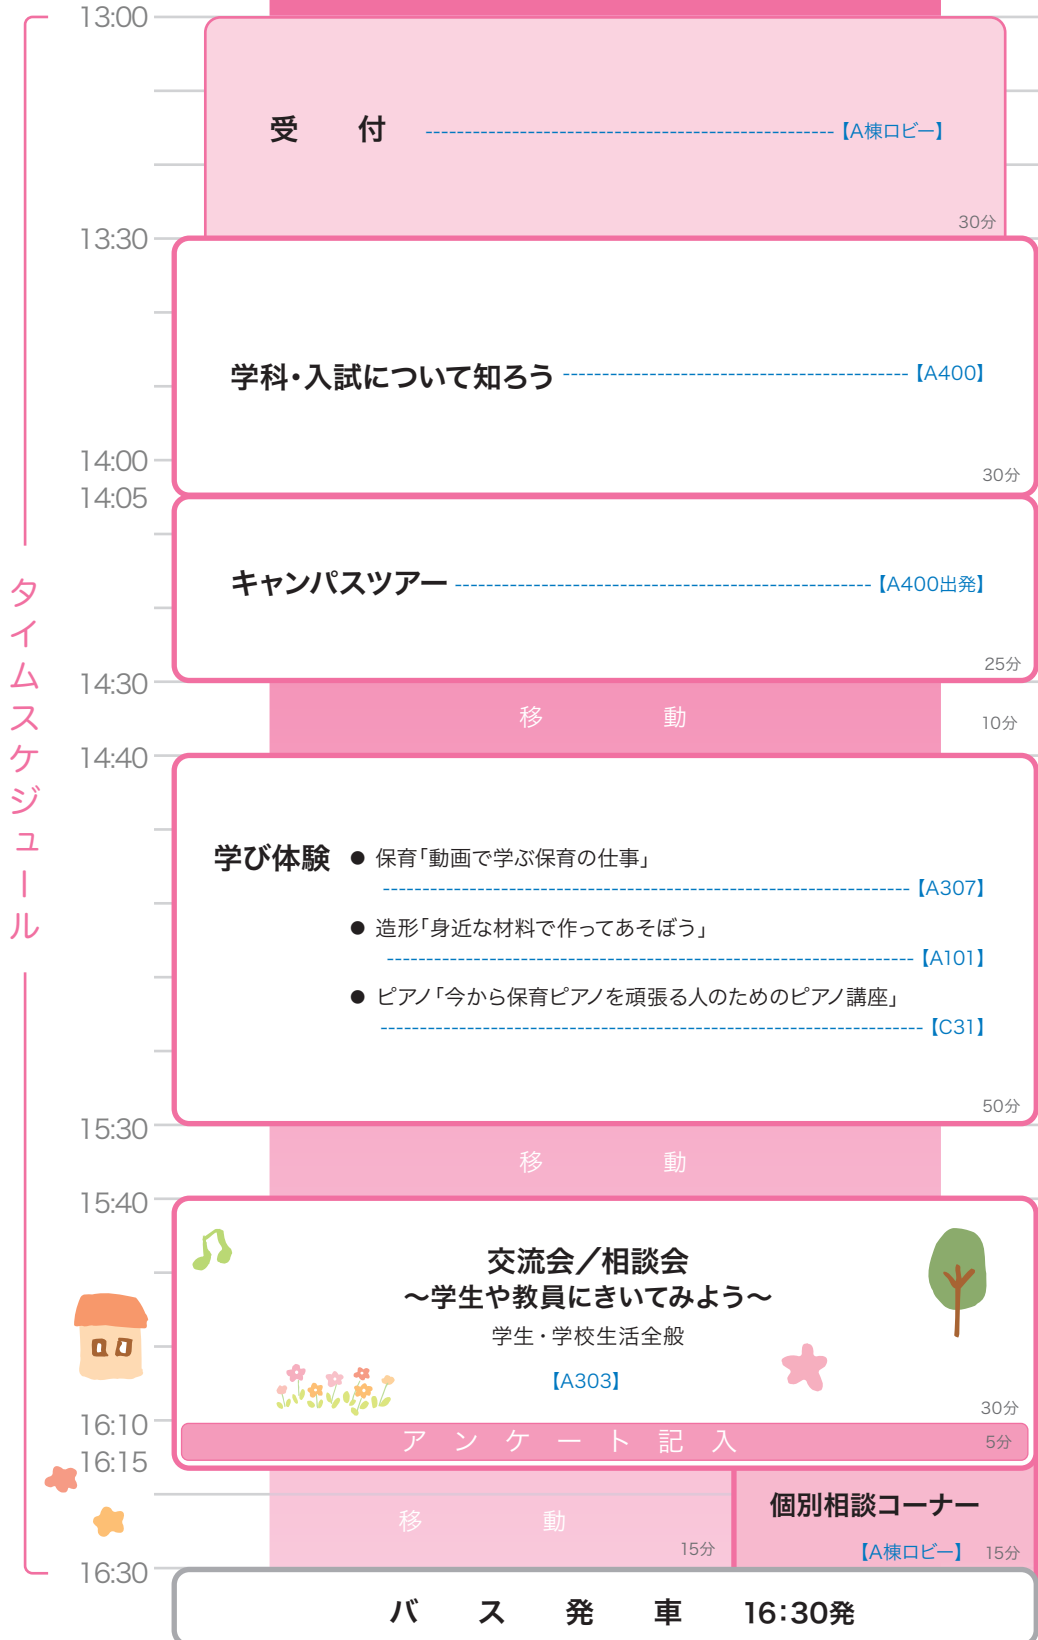 タイムスケジュール
13:00
受　付 【A棟ロビー】
30分
13:30
学科・入試について知ろう 【A400】
14:00
30分
14:05
キャンパスツアー 【A400出発】
25分
14:30
移　動 10分
14:40
学び体験 ● 保育「動画で学ぶ保育の仕事」
【A307】
● 造形「身近な材料で作ってあそぼう」
【A101】
● ピアノ「今から保育ピアノを頑張る人のためのピアノ講座」
【C31】
50分
15:30
移　動
15:40
交流会／相談会
～学生や教員にきいてみよう～
学生・学校生活全般
【A303】
30分
16:10
アンケート記入 5分
16:15
移　動
15分
個別相談コーナー
【A棟ロビー】 15分
16:30
バス発車 16：30発